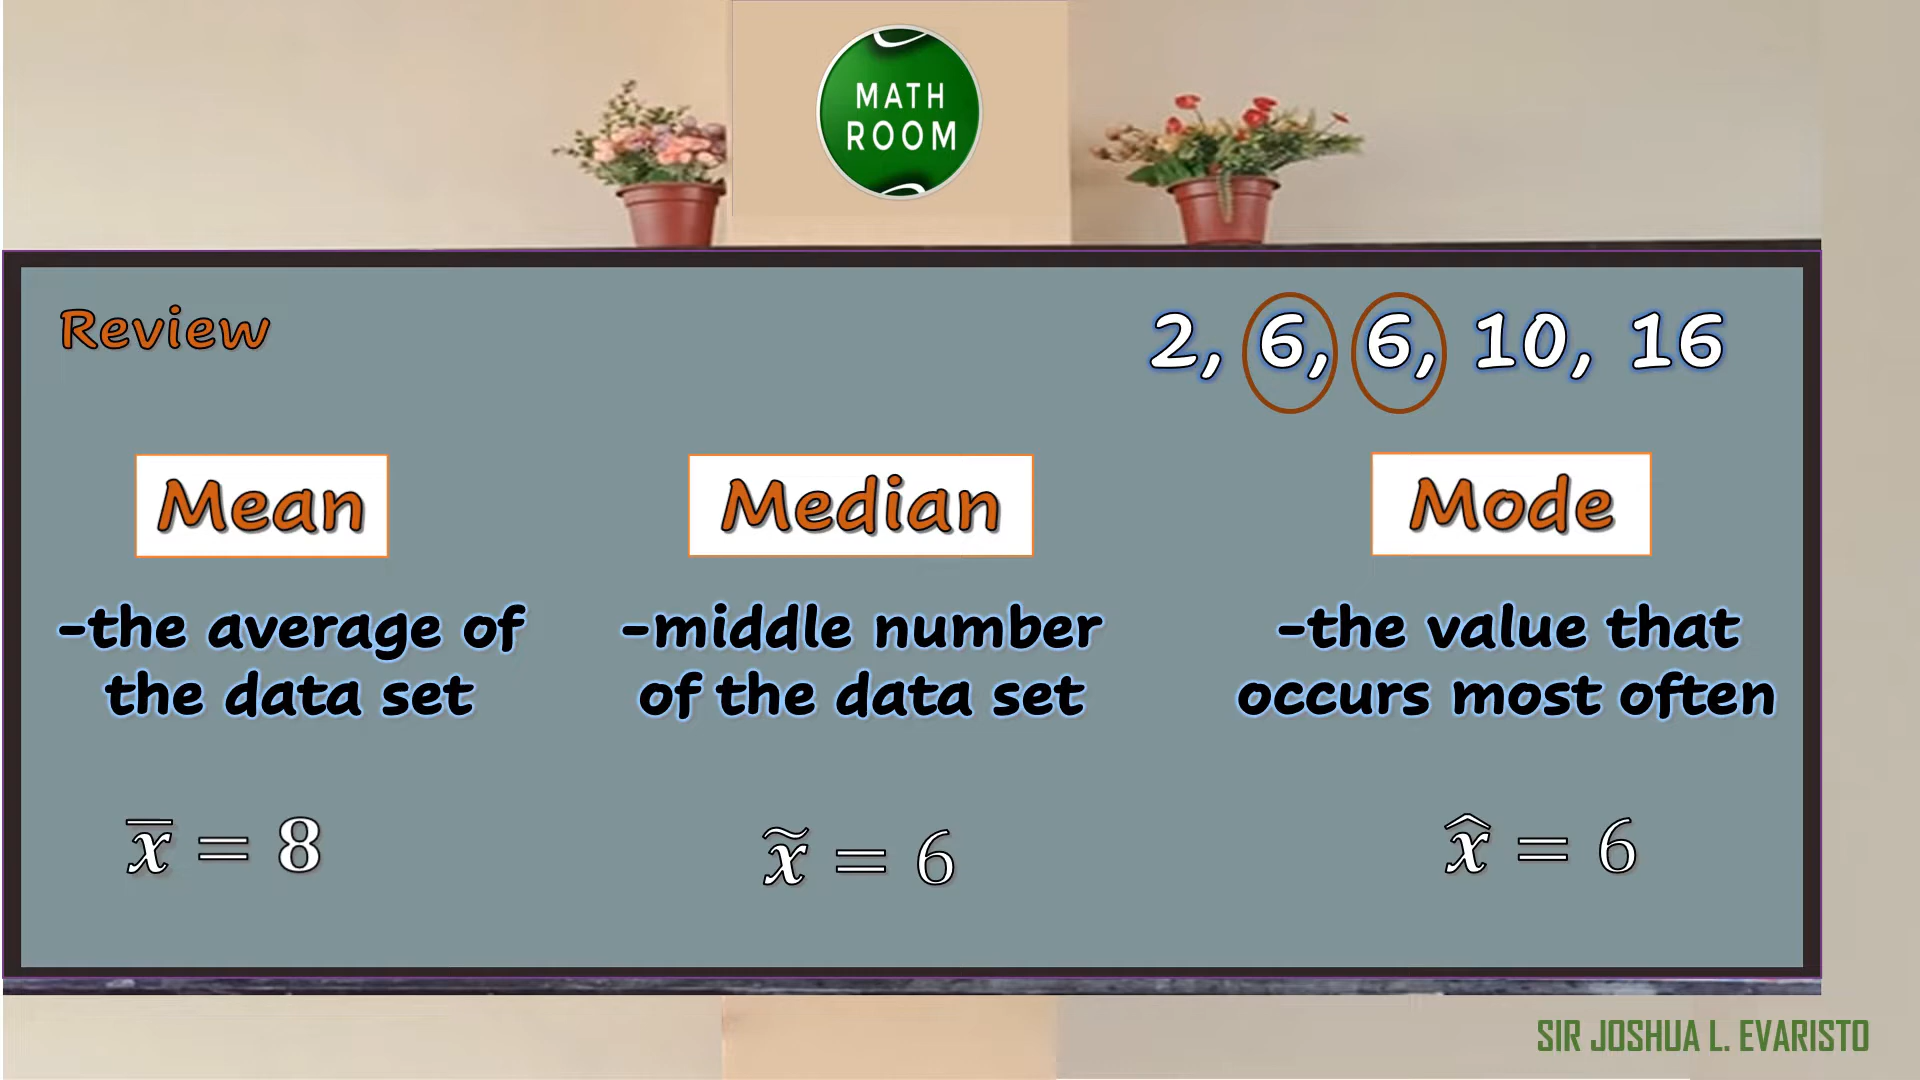 MATH
ROOM
Review
2, 6, 6, 10, 16
Mean
Median
Mode
-the average of
the data set
-middle number
of the data set
-the value that
occurs most often
x̅ = 8
x̃ = 6
x̂ = 6
SIR JOSHUA L. EVARISTO